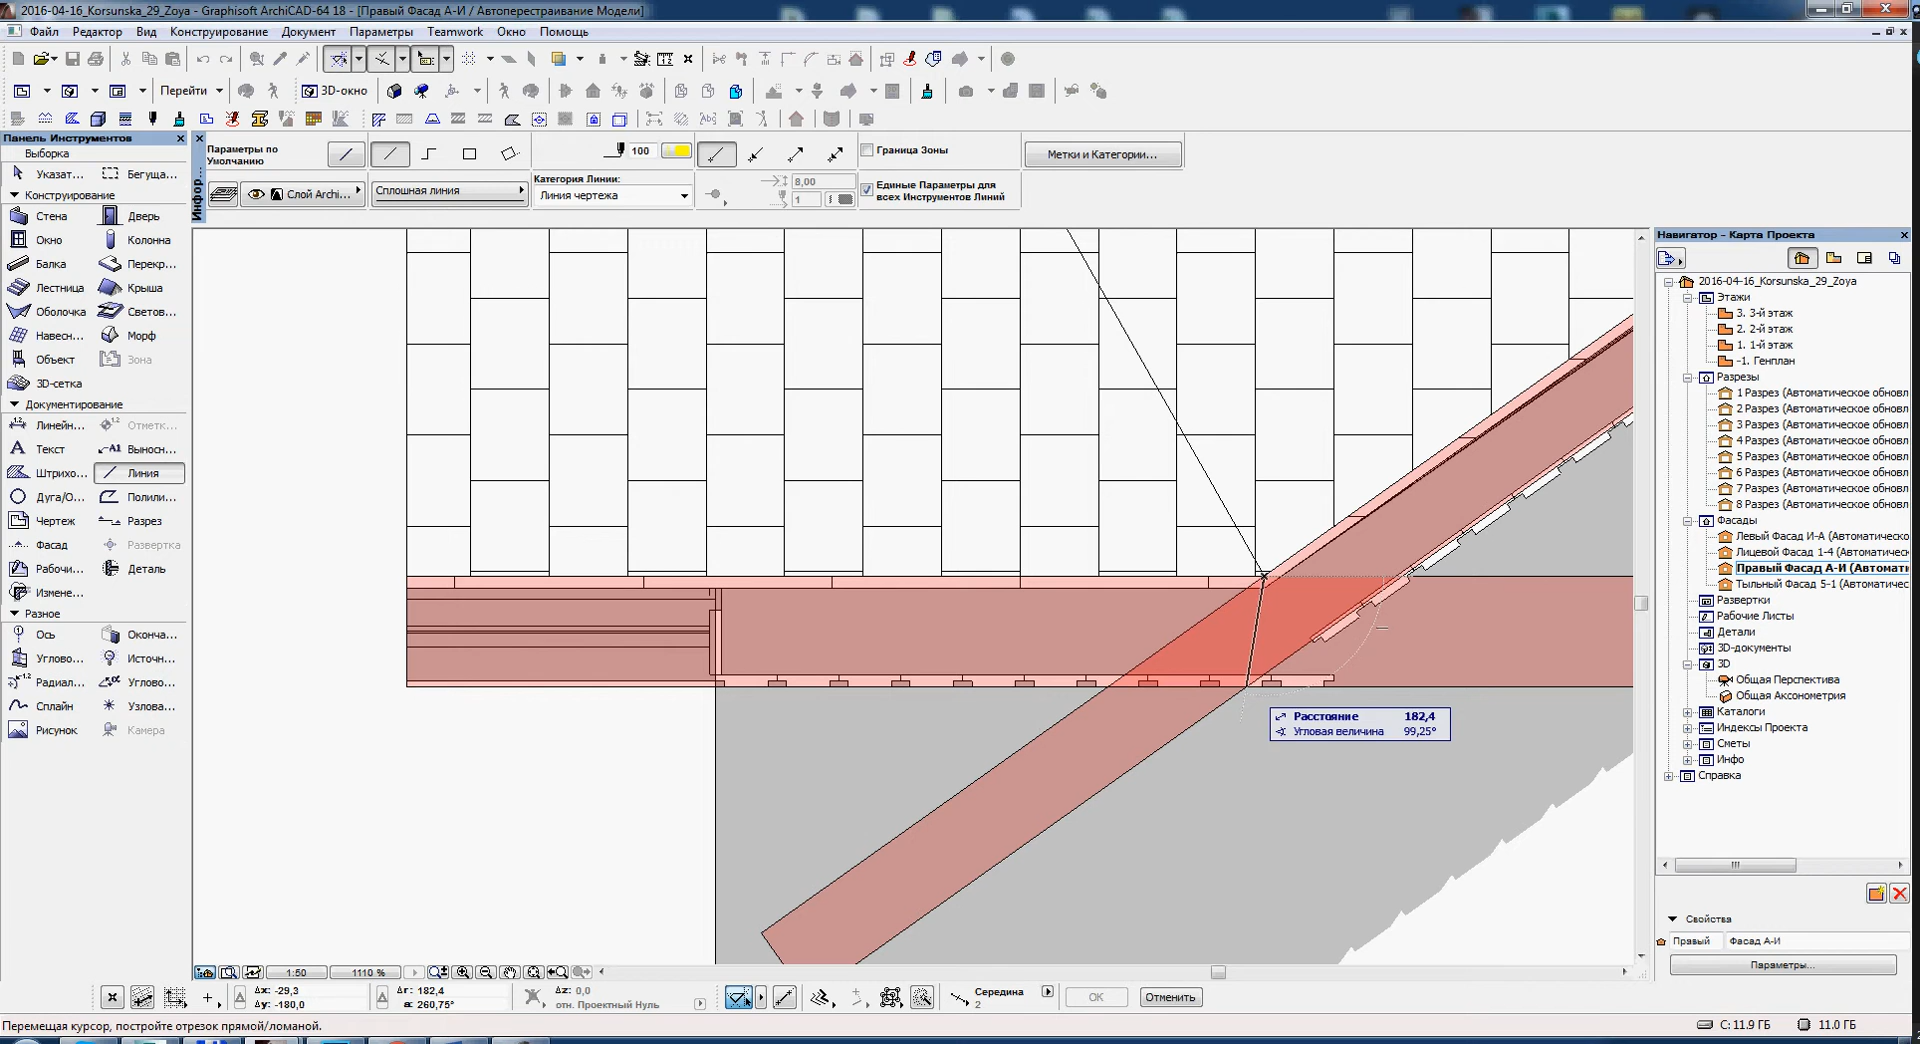 2016-04-16_Korsunska_29_Zoya - Graphisoft ArchiCAD-64 18 - [Правый Фасад А-И / Автоперестраивание Модели]
Файл Редактор Вид Конструирование Документ Параметры Teamwork Окно Помощь
Перейти 3D-окно
Панель Инструментов
Выборка
Указат... Бегуща...
Конструирование
Стена Дверь
Окно Колонна
Балка Перекр...
Лестница Крыша
Оболочка Светов...
Навесн... Морф
Объект Зона
3D-сетка
Документирование
Линейн... Отметк...
Текст Выносн...
Штрихо... Линия
Дуга/О... Полили...
Чертеж Разрез
Фасад Развертка
Рабочи... Деталь
Измене...
Разное
Ось Оконча...
Углово... Источн...
Радиал... Углово...
Сплайн Узлова...
Рисунок Камера
Инфор...
Параметры по Умолчанию
100
Граница Зоны
Метки и Категории...
Слой Archi...
Сплошная линия
Категория Линии:
Линия чертежа
8,00
1
Единые Параметры для
всех Инструментов Линий
Расстояние 182,4
Угловая величина 99,25°
Навигатор - Карта Проекта
2016-04-16_Korsunska_29_Zoya
Этажи
3. 3-й этаж
2. 2-й этаж
1. 1-й этаж
-1. Генплан
Разрезы
1 Разрез (Автоматическое обновл
2 Разрез (Автоматическое обновл
3 Разрез (Автоматическое обновл
4 Разрез (Автоматическое обновл
5 Разрез (Автоматическое обновл
6 Разрез (Автоматическое обновл
7 Разрез (Автоматическое обновл
8 Разрез (Автоматическое обновл
Фасады
Левый Фасад И-А (Автоматическо
Лицевой Фасад 1-4 (Автоматичес
Правый Фасад А-И (Автомати
Тыльный Фасад 5-1 (Автоматичес
Развертки
Рабочие Листы
Детали
3D-документы
3D
Общая Перспектива
Общая Аксонометрия
Каталоги
Индексы Проекта
Сметы
Инфо
Справка
Свойства
Правый Фасад А-И
Параметры...
1:50 1110 %
Δx: -29,3
Δy: -180,0
Δr: 182,4
a: 260,75°
Δz: 0,0
отн. Проектный Нуль
Середина
2
OK Отменить
Перемещая курсор, постройте отрезок прямой/ломаной.
C: 11.9 ГБ 11.0 ГБ